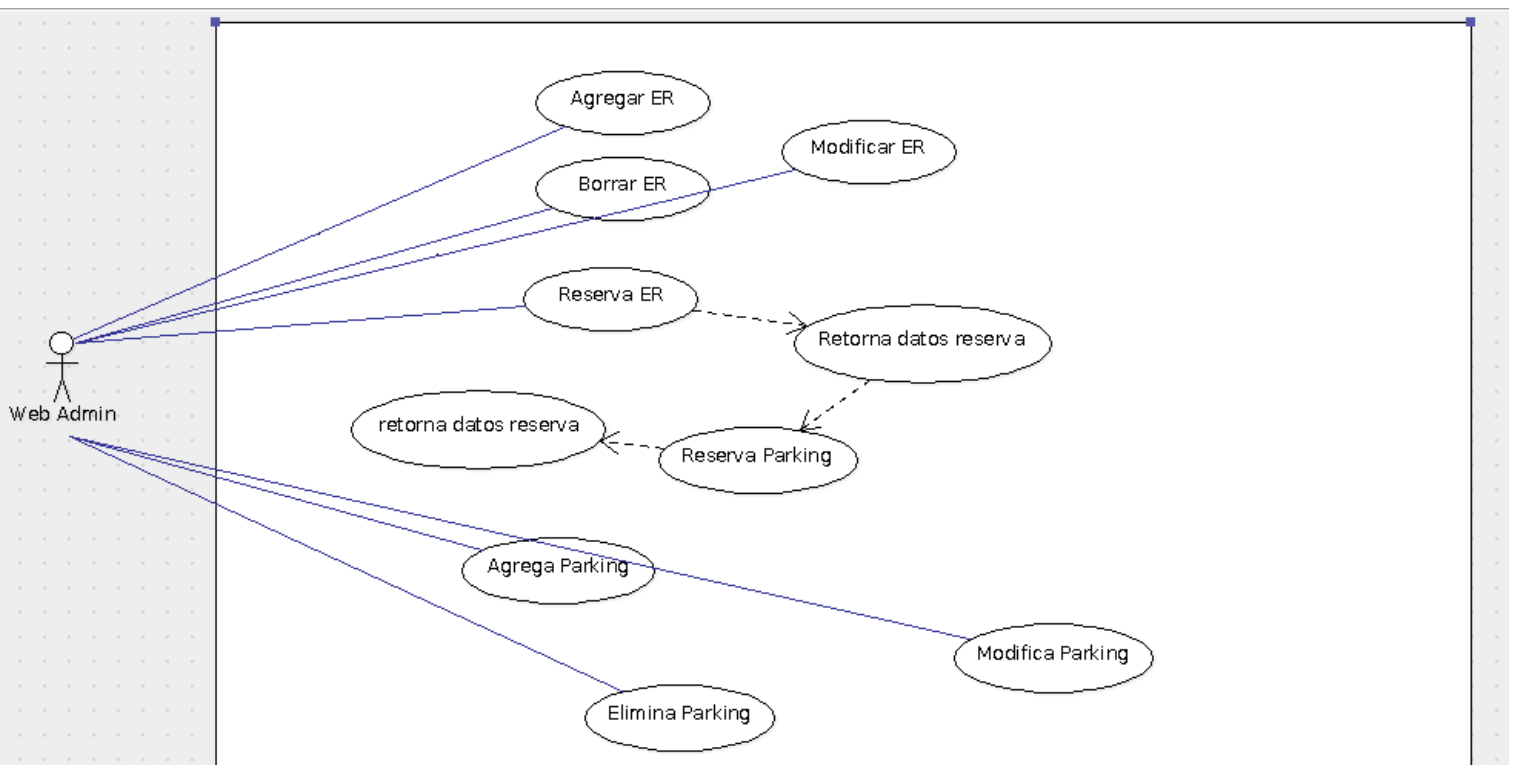 Agregar ER
Modificar ER
Borrar ER
Reserva ER
Retorna datos reserva
Web Admin
retorna datos reserva
Reserva Parking
Agrega Parking
Modifica Parking
Elimina Parking